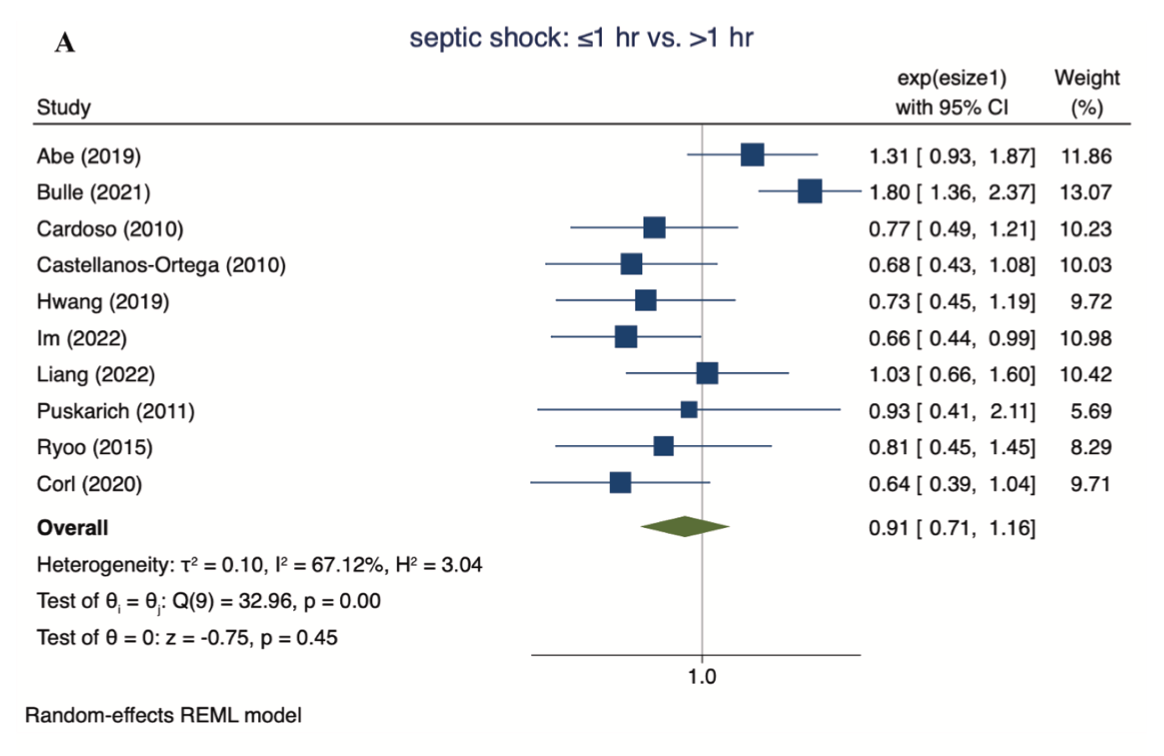 A septic shock: ≤1 hr vs. >1 hr
exp(esize1) Weight
Study with 95% CI (%)
Abe (2019) 1.31 [ 0.93, 1.87] 11.86
Bulle (2021) 1.80 [ 1.36, 2.37] 13.07
Cardoso (2010) 0.77 [ 0.49, 1.21] 10.23
Castellanos-Ortega (2010) 0.68 [ 0.43, 1.08] 10.03
Hwang (2019) 0.73 [ 0.45, 1.19] 9.72
Im (2022) 0.66 [ 0.44, 0.99] 10.98
Liang (2022) 1.03 [ 0.66, 1.60] 10.42
Puskarich (2011) 0.93 [ 0.41, 2.11] 5.69
Ryoo (2015) 0.81 [ 0.45, 1.45] 8.29
Corl (2020) 0.64 [ 0.39, 1.04] 9.71
Overall 0.91 [ 0.71, 1.16]
Heterogeneity: τ² = 0.10, I² = 67.12%, H² = 3.04
Test of θᵢ = θⱼ: Q(9) = 32.96, p = 0.00
Test of θ = 0: z = -0.75, p = 0.45
1.0
Random-effects REML model